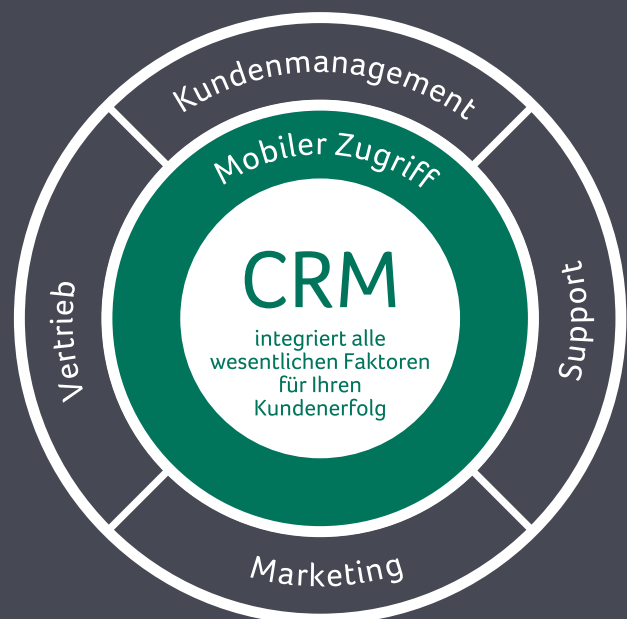 Kundenmanagement
Mobiler Zugriff
CRM
integriert alle
wesentlichen Faktoren
für Ihren
Kundenerfolg
Vertrieb
Support
Marketing